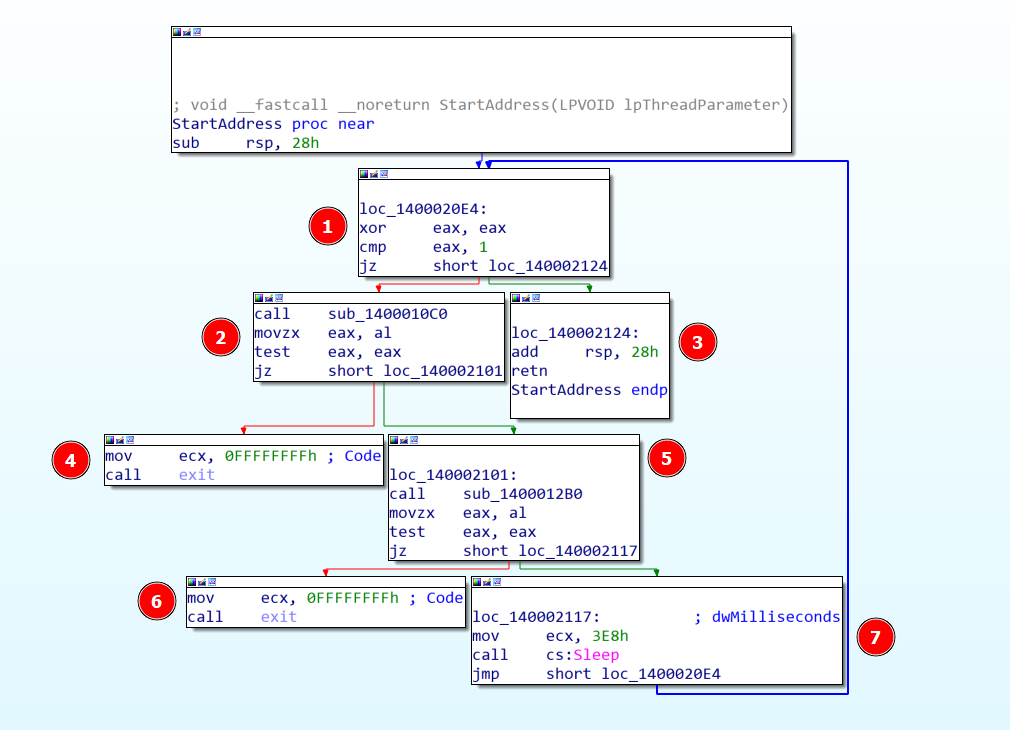 ; void __fastcall __noreturn StartAddress(LPVOID lpThreadParameter)
StartAddress proc near
sub rsp, 28h
1
loc_1400020E4:
xor eax, eax
cmp eax, 1
jz short loc_140002124
2
call sub_1400010C0
movzx eax, al
test eax, eax
jz short loc_140002101
3
loc_140002124:
add rsp, 28h
retn
StartAddress endp
4
mov ecx, 0FFFFFFFFh ; Code
call exit
5
loc_140002101:
call sub_1400012B0
movzx eax, al
test eax, eax
jz short loc_140002117
6
mov ecx, 0FFFFFFFFh ; Code
call exit
7
loc_140002117: ; dwMilliseconds
mov ecx, 3E8h
call cs:Sleep
jmp short loc_1400020E4